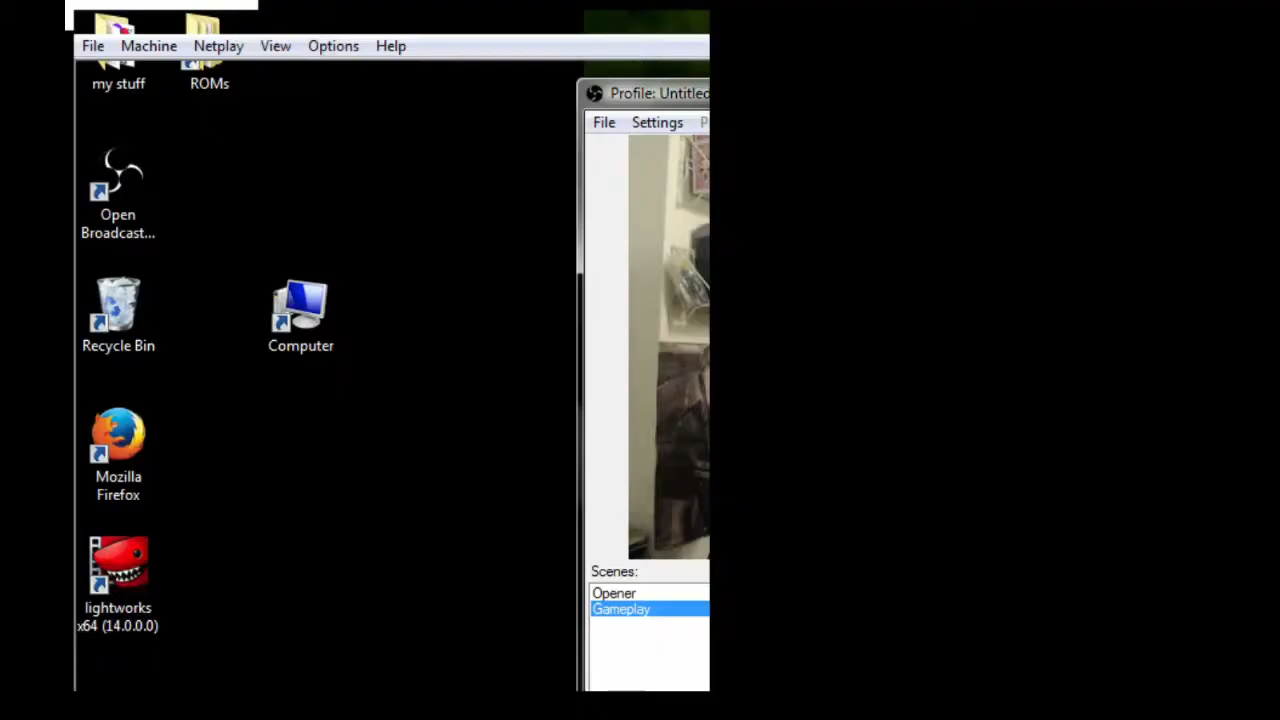 File Machine Netplay View Options Help
my stuff
ROMs
Profile: Untitled
File Settings P
Open
Broadcast...
Recycle Bin
Computer
Mozilla
Firefox
Scenes:
Opener
Gameplay
lightworks
x64 (14.0.0.0)